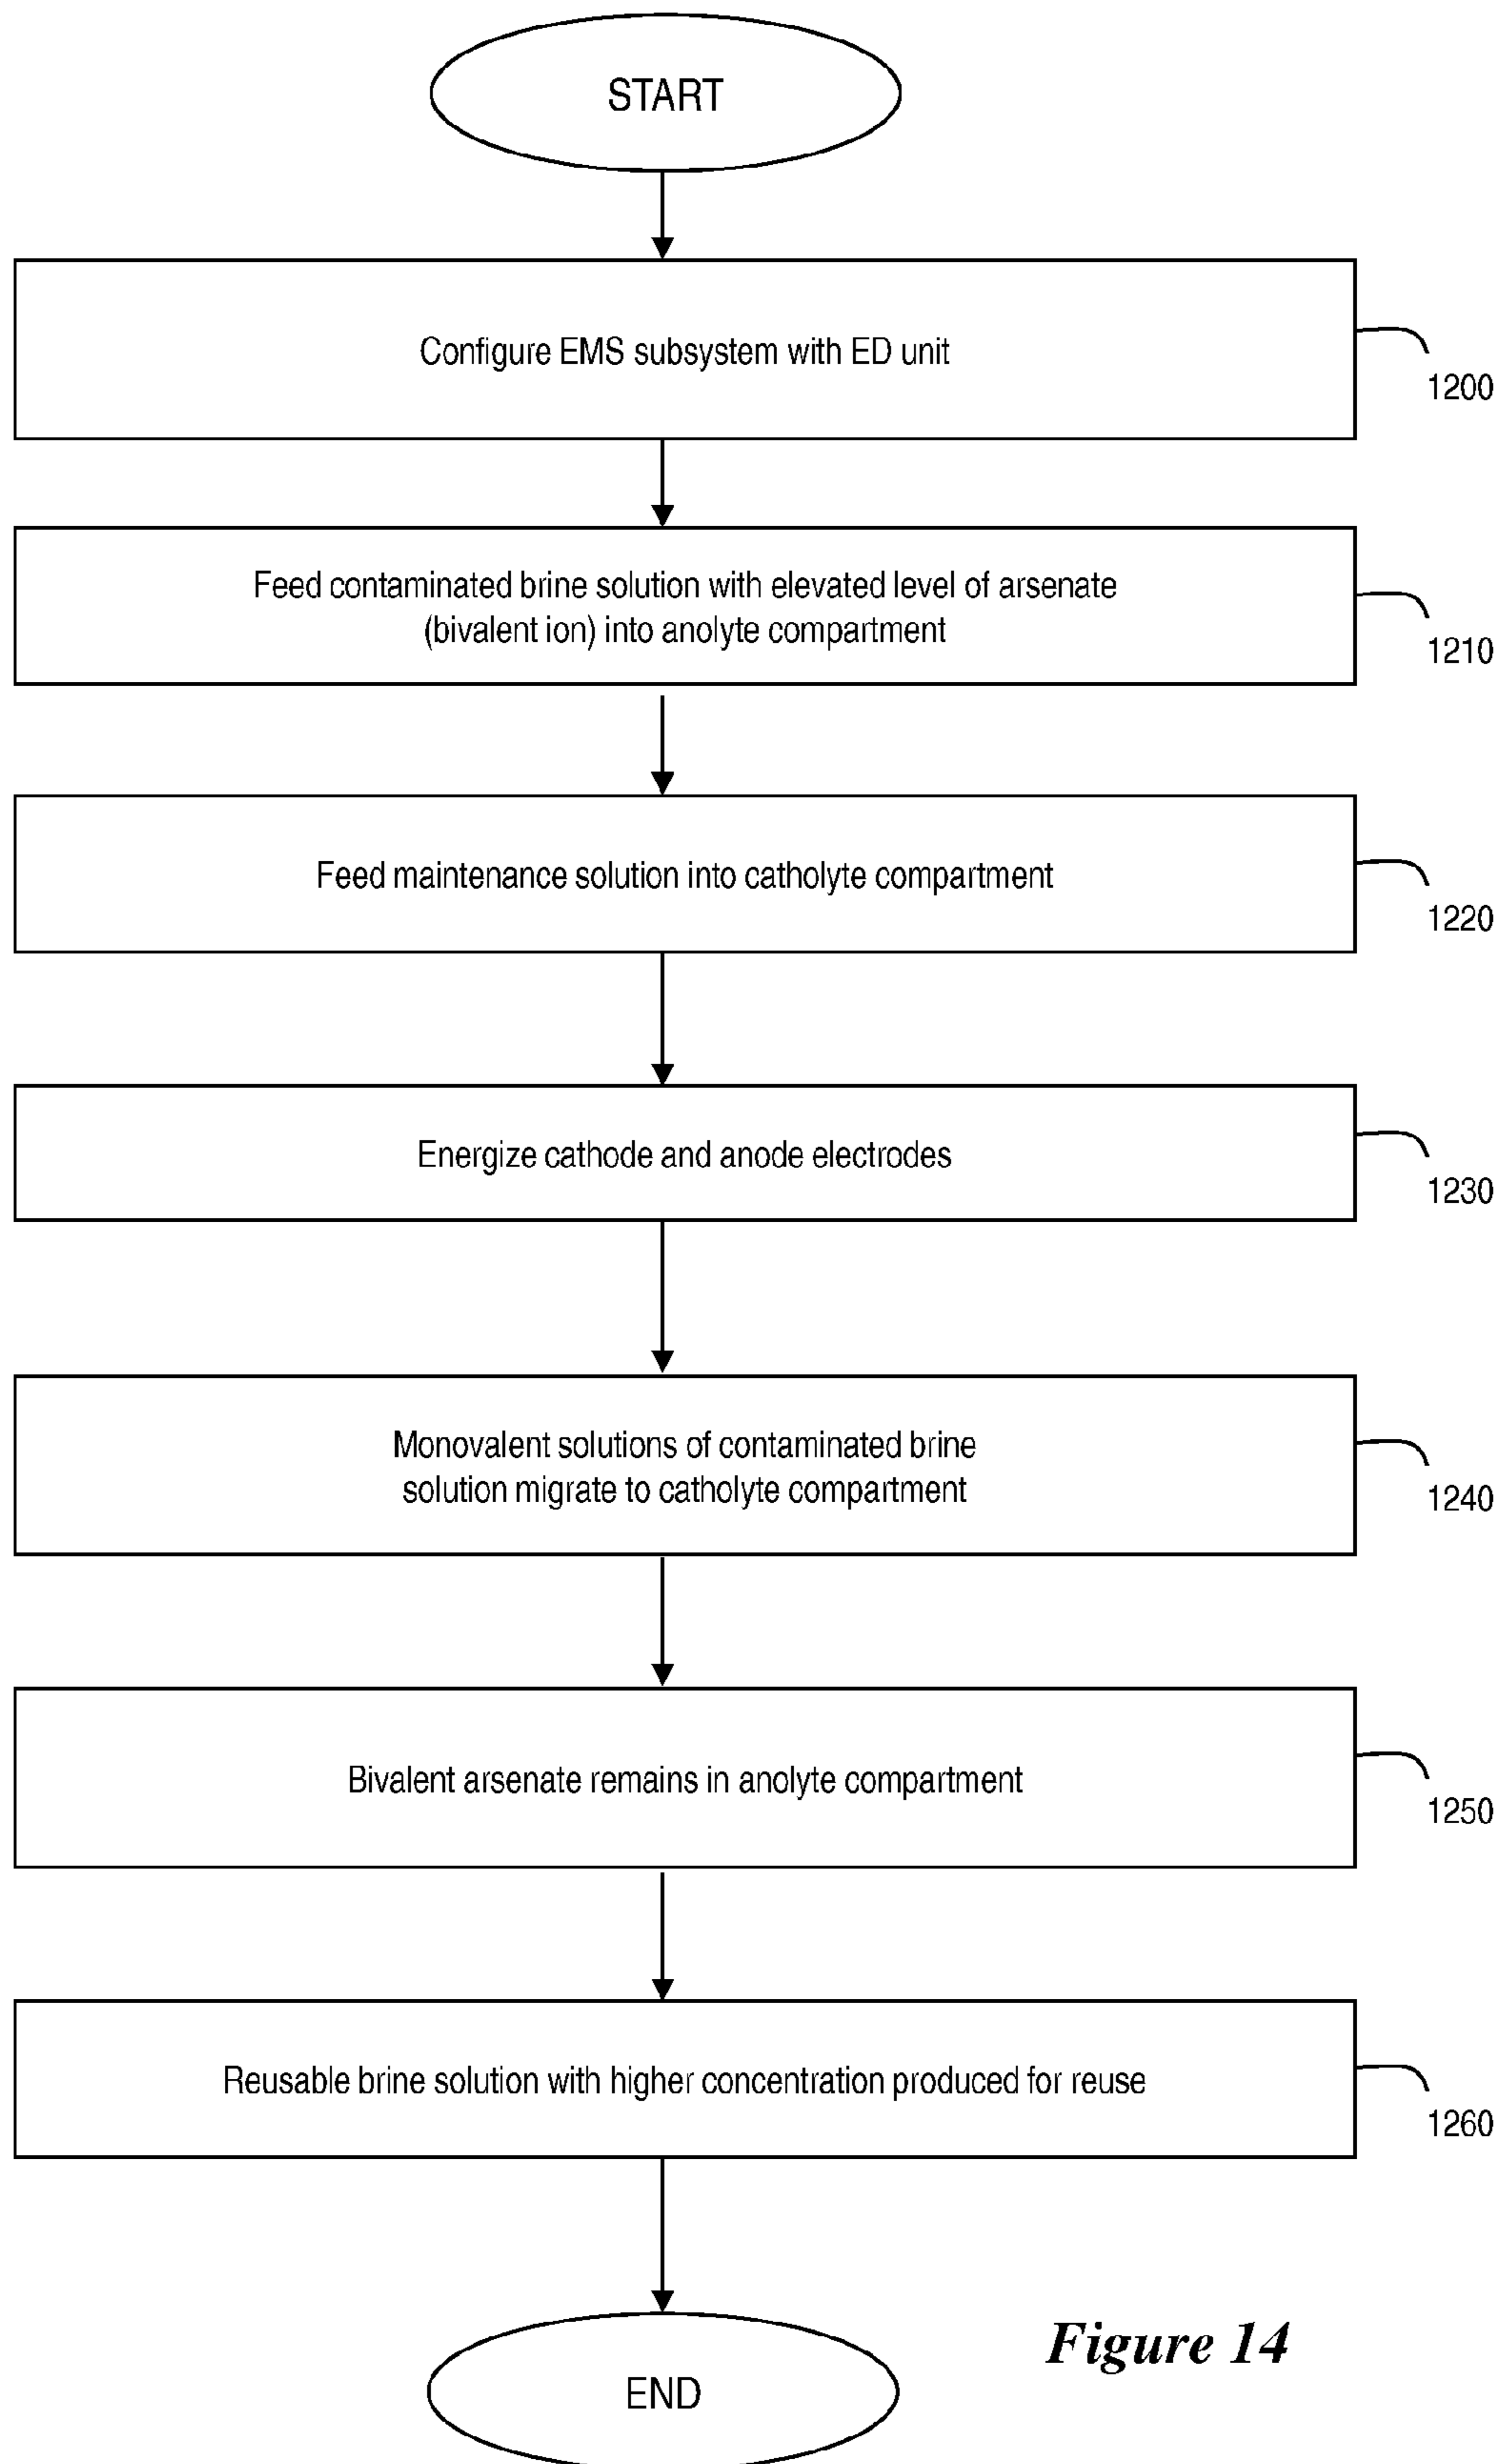 START
Configure EMS subsystem with ED unit
1200
Feed contaminated brine solution with elevated level of arsenate
(bivalent ion) into anolyte compartment
1210
Feed maintenance solution into catholyte compartment
1220
Energize cathode and anode electrodes
1230
Monovalent solutions of contaminated brine
solution migrate to catholyte compartment
1240
Bivalent arsenate remains in anolyte compartment
1250
Reusable brine solution with higher concentration produced for reuse
1260
END
Figure 14